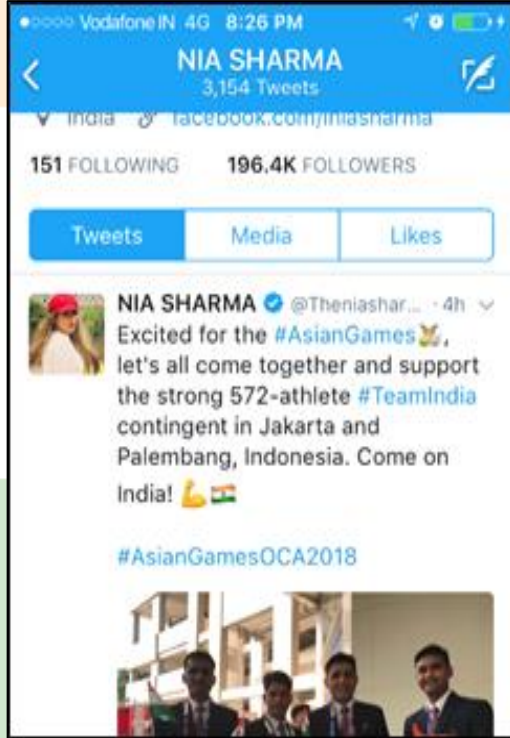 Vodafone IN 4G 8:26 PM
NIA SHARMA
3,154 Tweets
India facebook.com/iniasharma
151 FOLLOWING 196.4K FOLLOWERS
Tweets Media Likes
NIA SHARMA @Theniashar... · 4h
Excited for the #AsianGames,
let's all come together and support
the strong 572-athlete #TeamIndia
contingent in Jakarta and
Palembang, Indonesia. Come on
India! 💪🇮🇳
#AsianGamesOCA2018